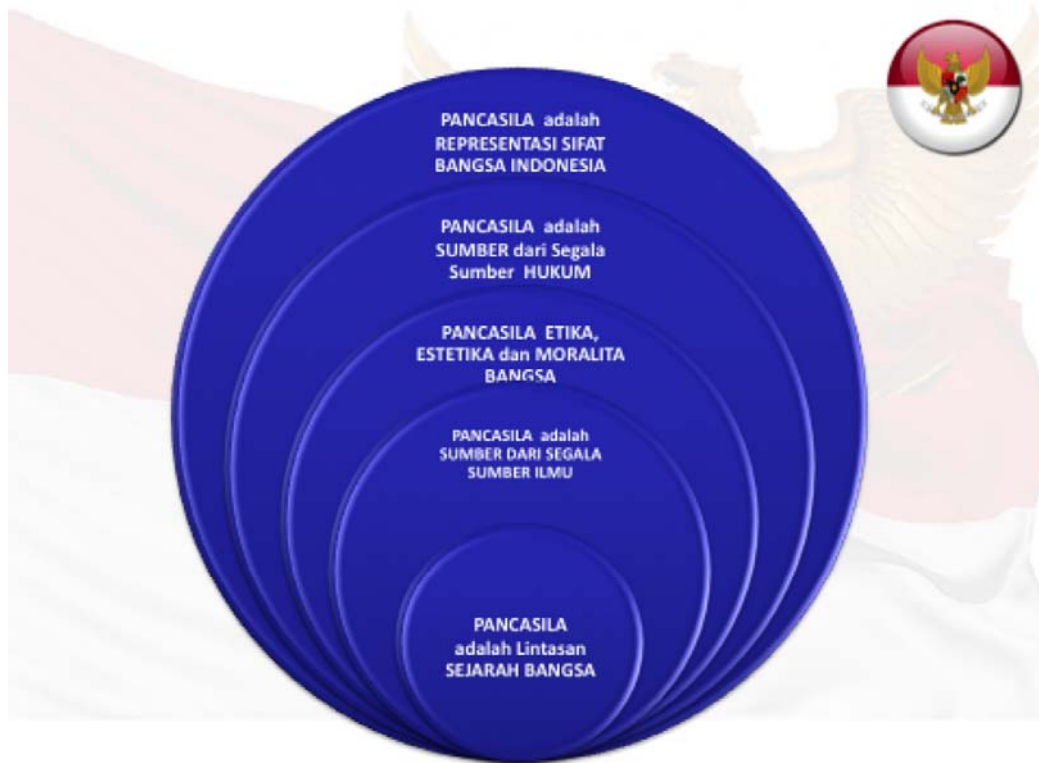 PANCASILA adalah
REPRESENTASI SIFAT
BANGSA INDONESIA
PANCASILA adalah
SUMBER dari Segala
Sumber HUKUM
PANCASILA ETIKA,
ESTETIKA dan MORALITA
BANGSA
PANCASILA adalah
SUMBER DARI SEGALA
SUMBER ILMU
PANCASILA
adalah Lintasan
SEJARAH BANGSA